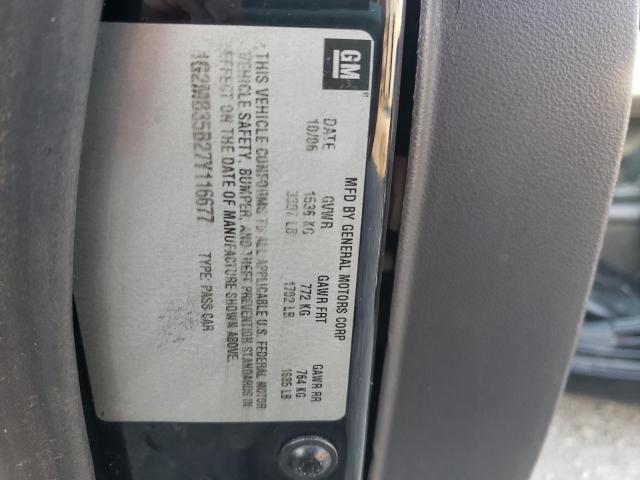 GM
MFD BY GENERAL MOTORS CORP
DATE GVWR GAWR FRT GAWR RR
10/06 1536 KG 772 KG 764 KG
3387 LB 1702 LB 1685 LB
THIS VEHICLE CONFORMS TO ALL APPLICABLE U.S. FEDERAL MOTOR
VEHICLE SAFETY, BUMPER, AND THEFT PREVENTION STANDARDS IN
EFFECT ON THE DATE OF MANUFACTURE SHOWN ABOVE.
1G2MB35B27Y116677 TYPE: PASS CAR